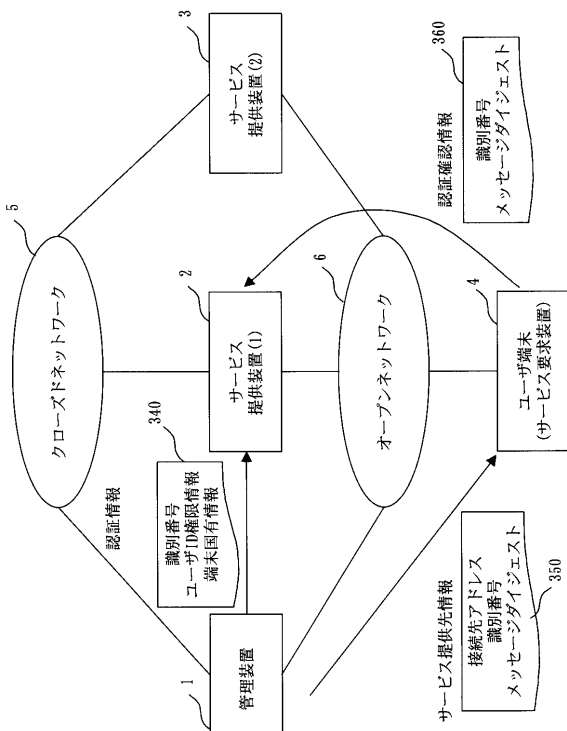 5
クローズドネットワーク
認証情報
340
識別番号
ユーザID権限情報
端末国有情報
1
管理装置
2
サービス
提供装置(1)
3
サービス
提供装置(2)
6
オープンネットワーク
サービス提供先情報
接続先アドレス
識別番号
メッセージダイジェスト
350
4
ユーザ端末
(サービス要求装置)
認証確認情報
360
識別番号
メッセージダイジェスト